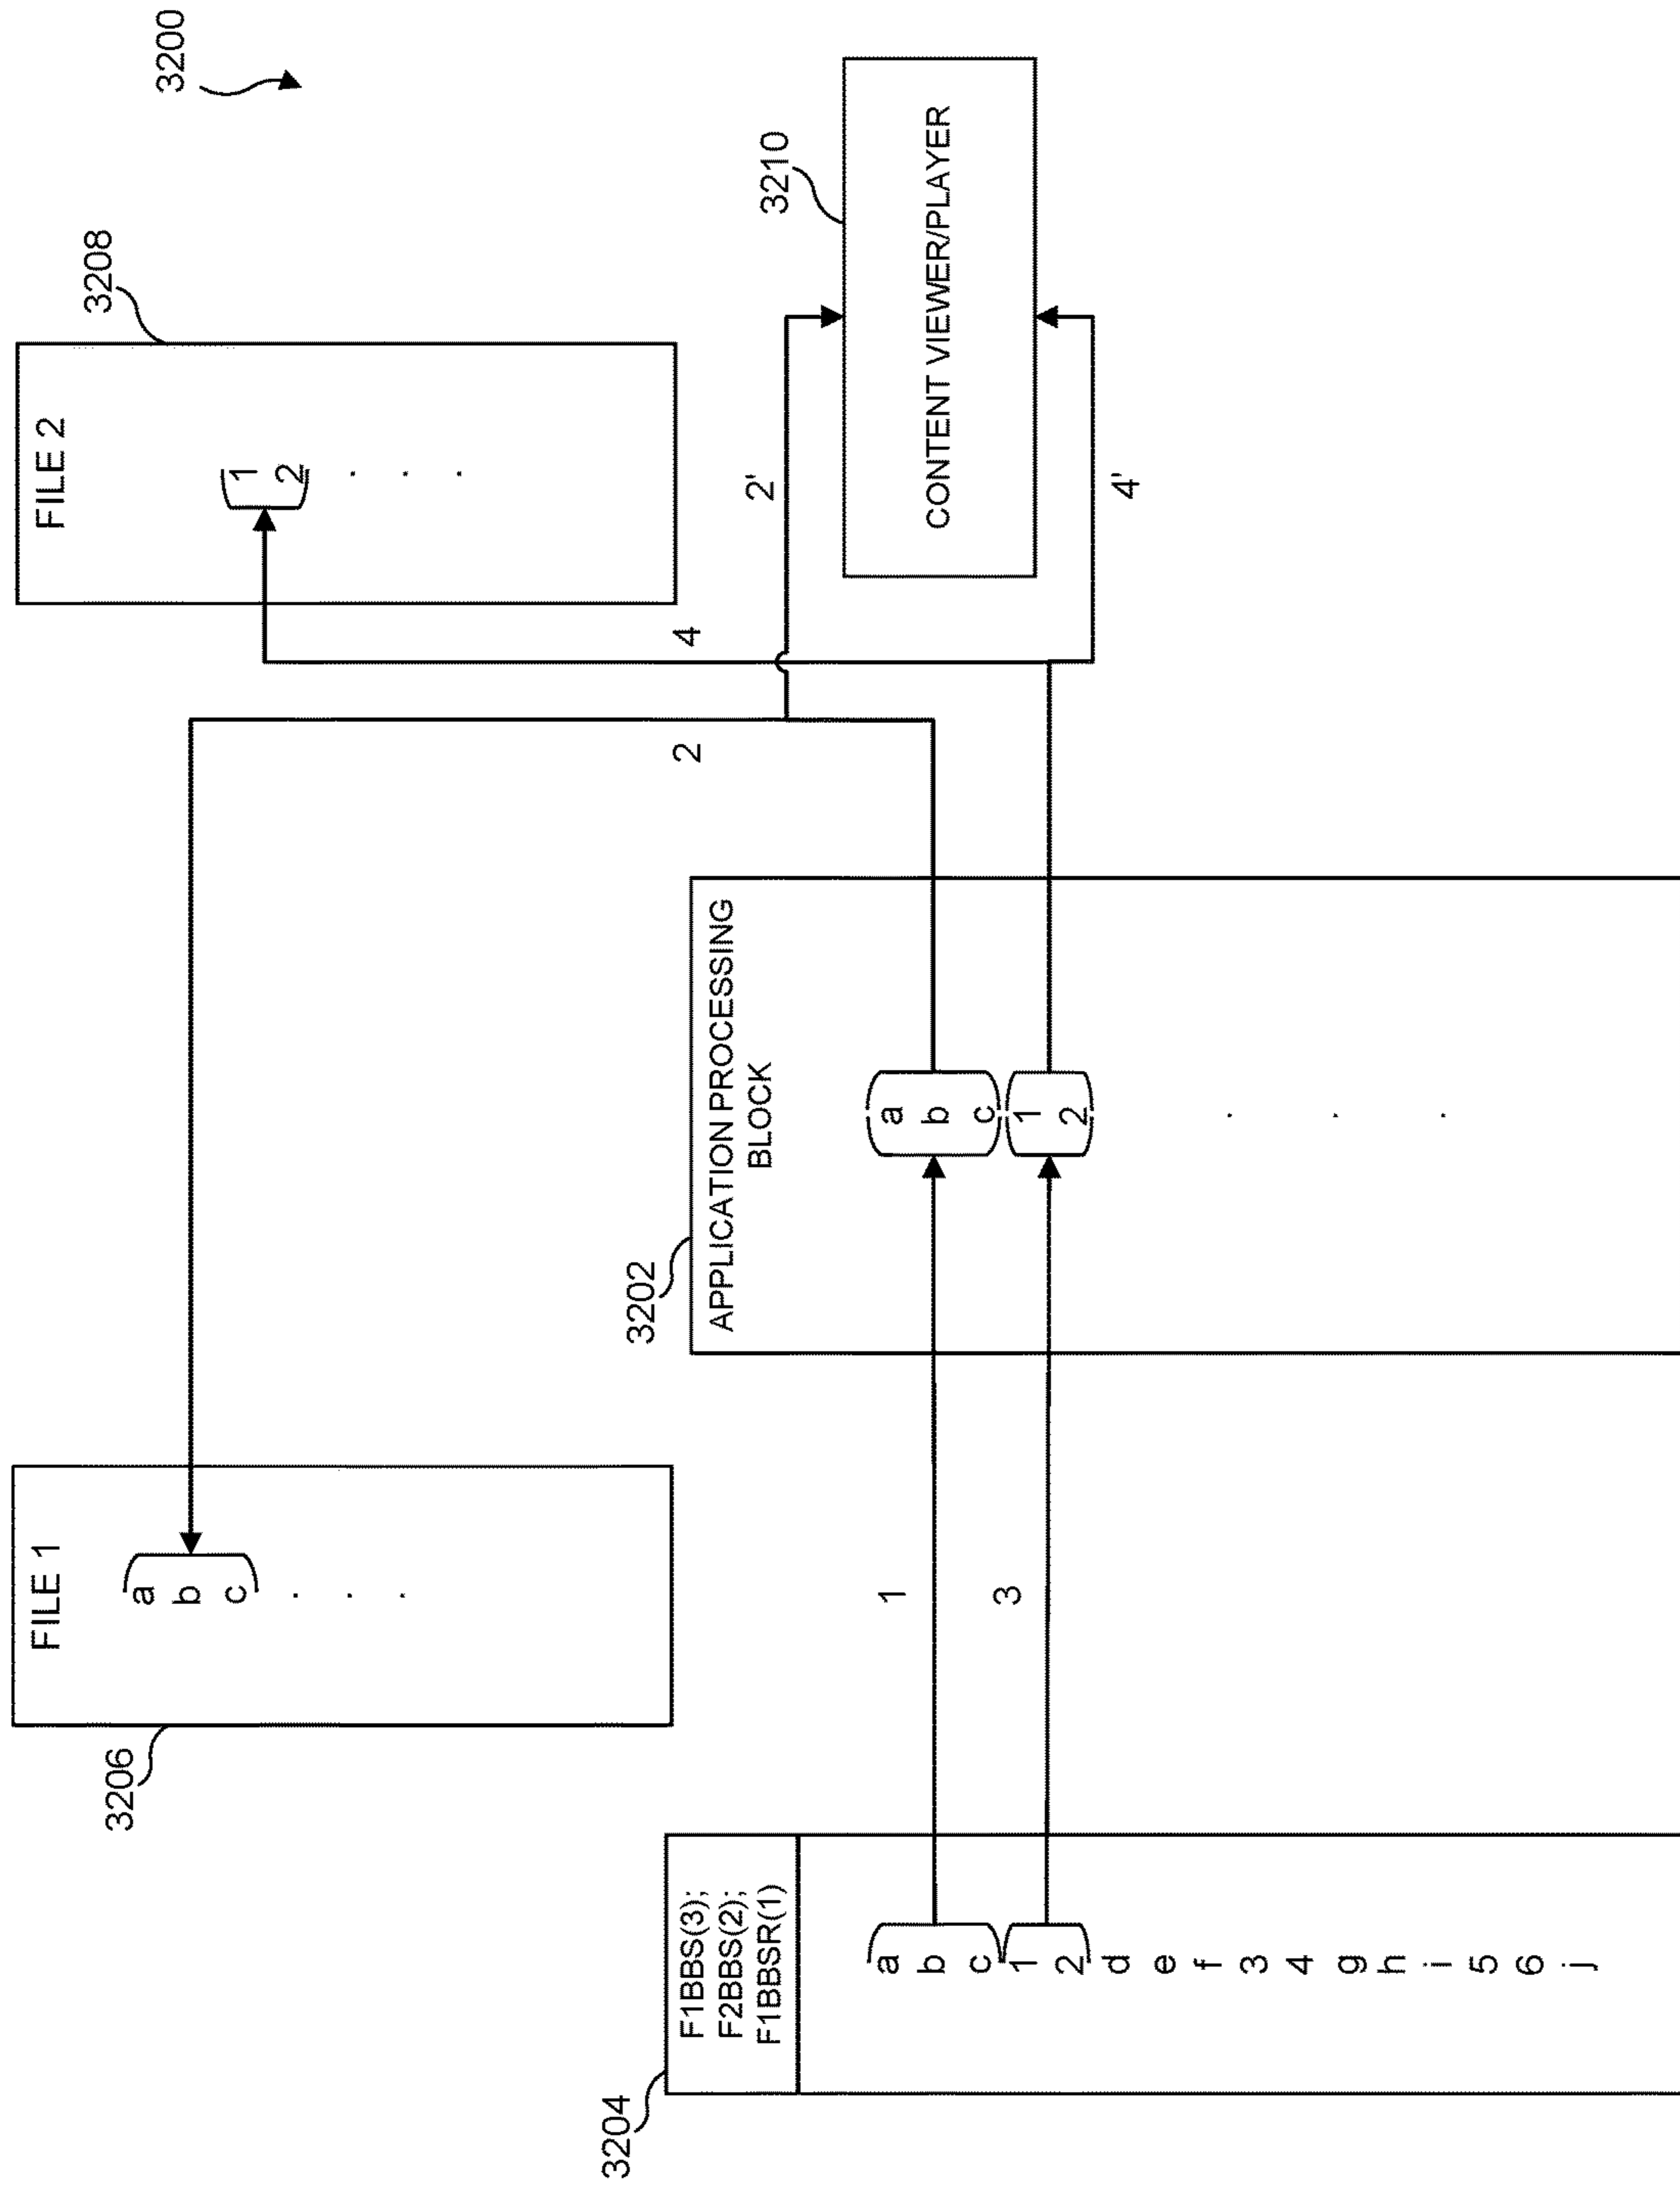 3200
FILE 1
a
b
c
.
.
.
3206
FILE 2
1
2
.
.
.
3208
2
4
2'
4'
3210
CONTENT VIEWER/PLAYER
3204
F1BBS(3);
F2BBS(2);
F1BBSR(1)
a
b
c
1
2
d
e
f
3
4
g
h
i
5
6
j
1
3
3202
APPLICATION PROCESSING
BLOCK
a
b
c
1
2
.
.
.